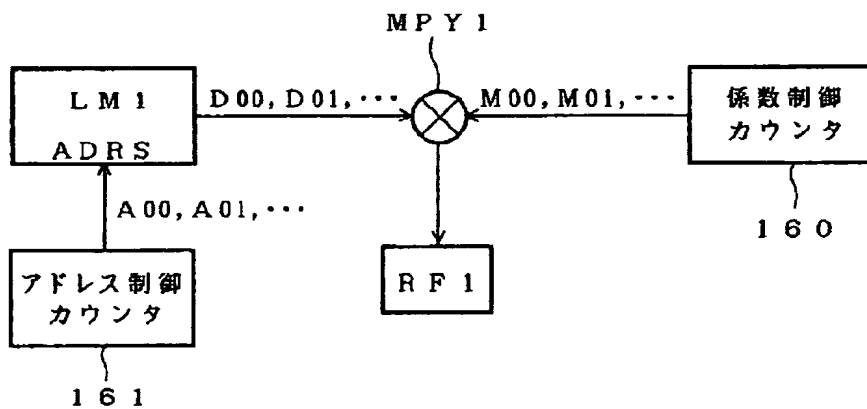 MPY1
LM1
ADRS
D00, D01, ・・・
M00, M01, ・・・
係数制御
カウンタ
160
A00, A01, ・・・
アドレス制御
カウンタ
161
RF1